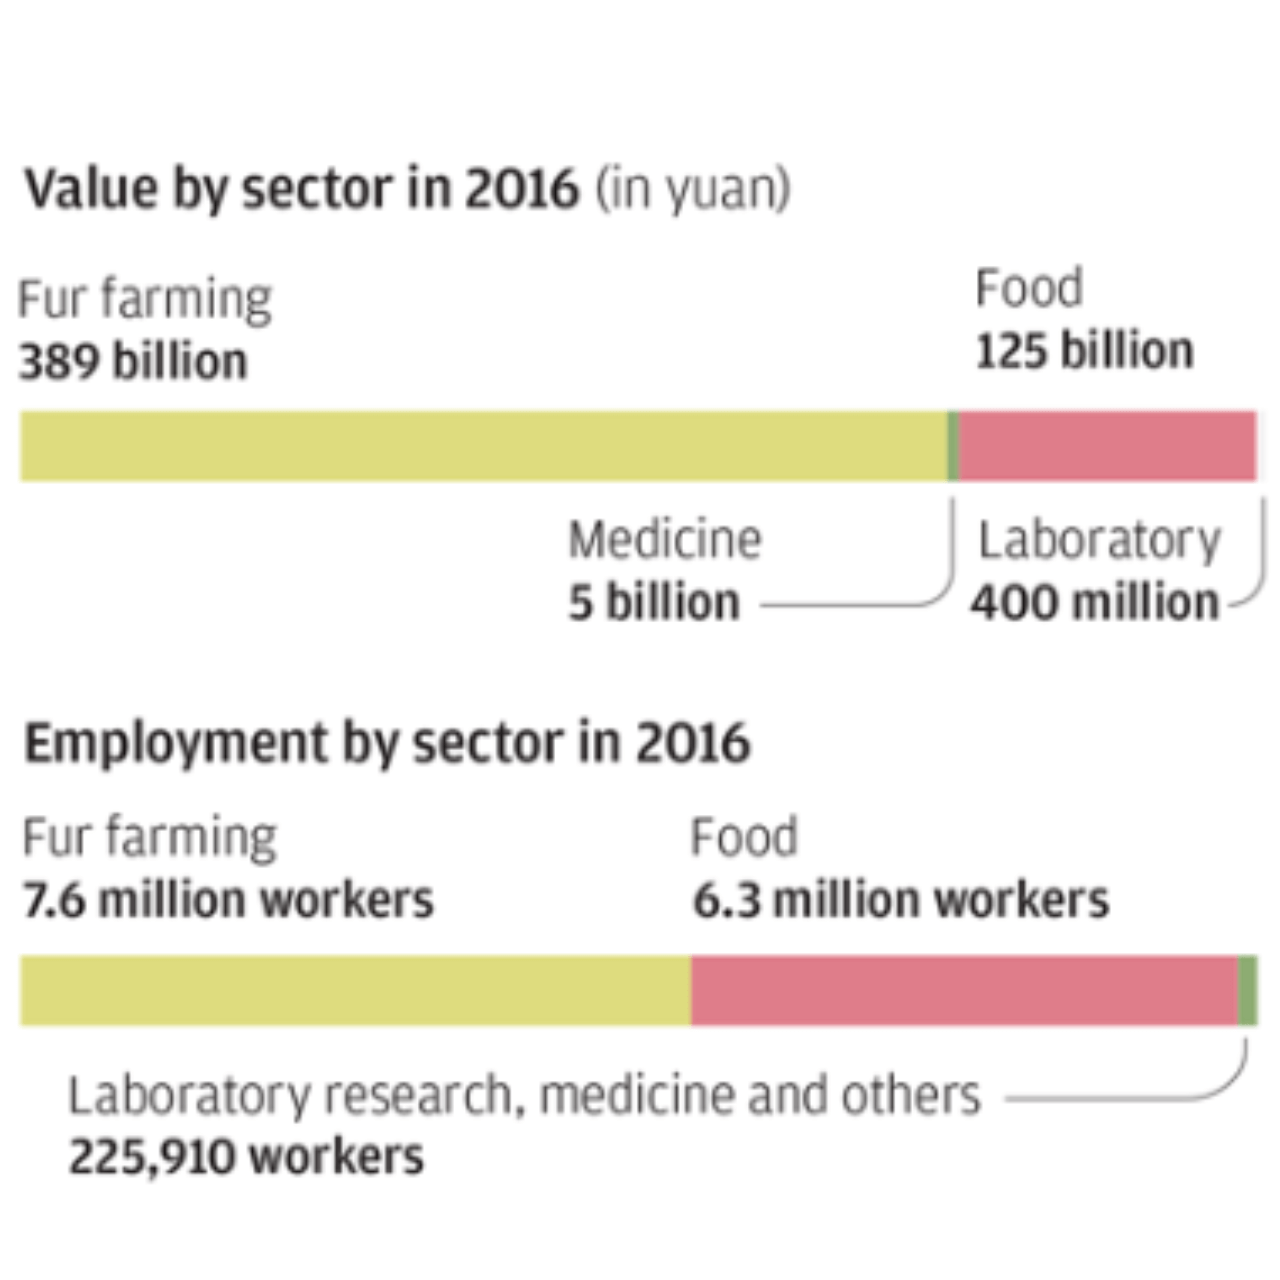 Value by sector in 2016 (in yuan)
Fur farming
389 billion
Food
125 billion
Medicine
5 billion
Laboratory
400 million
Employment by sector in 2016
Fur farming
7.6 million workers
Food
6.3 million workers
Laboratory research, medicine and others
225,910 workers